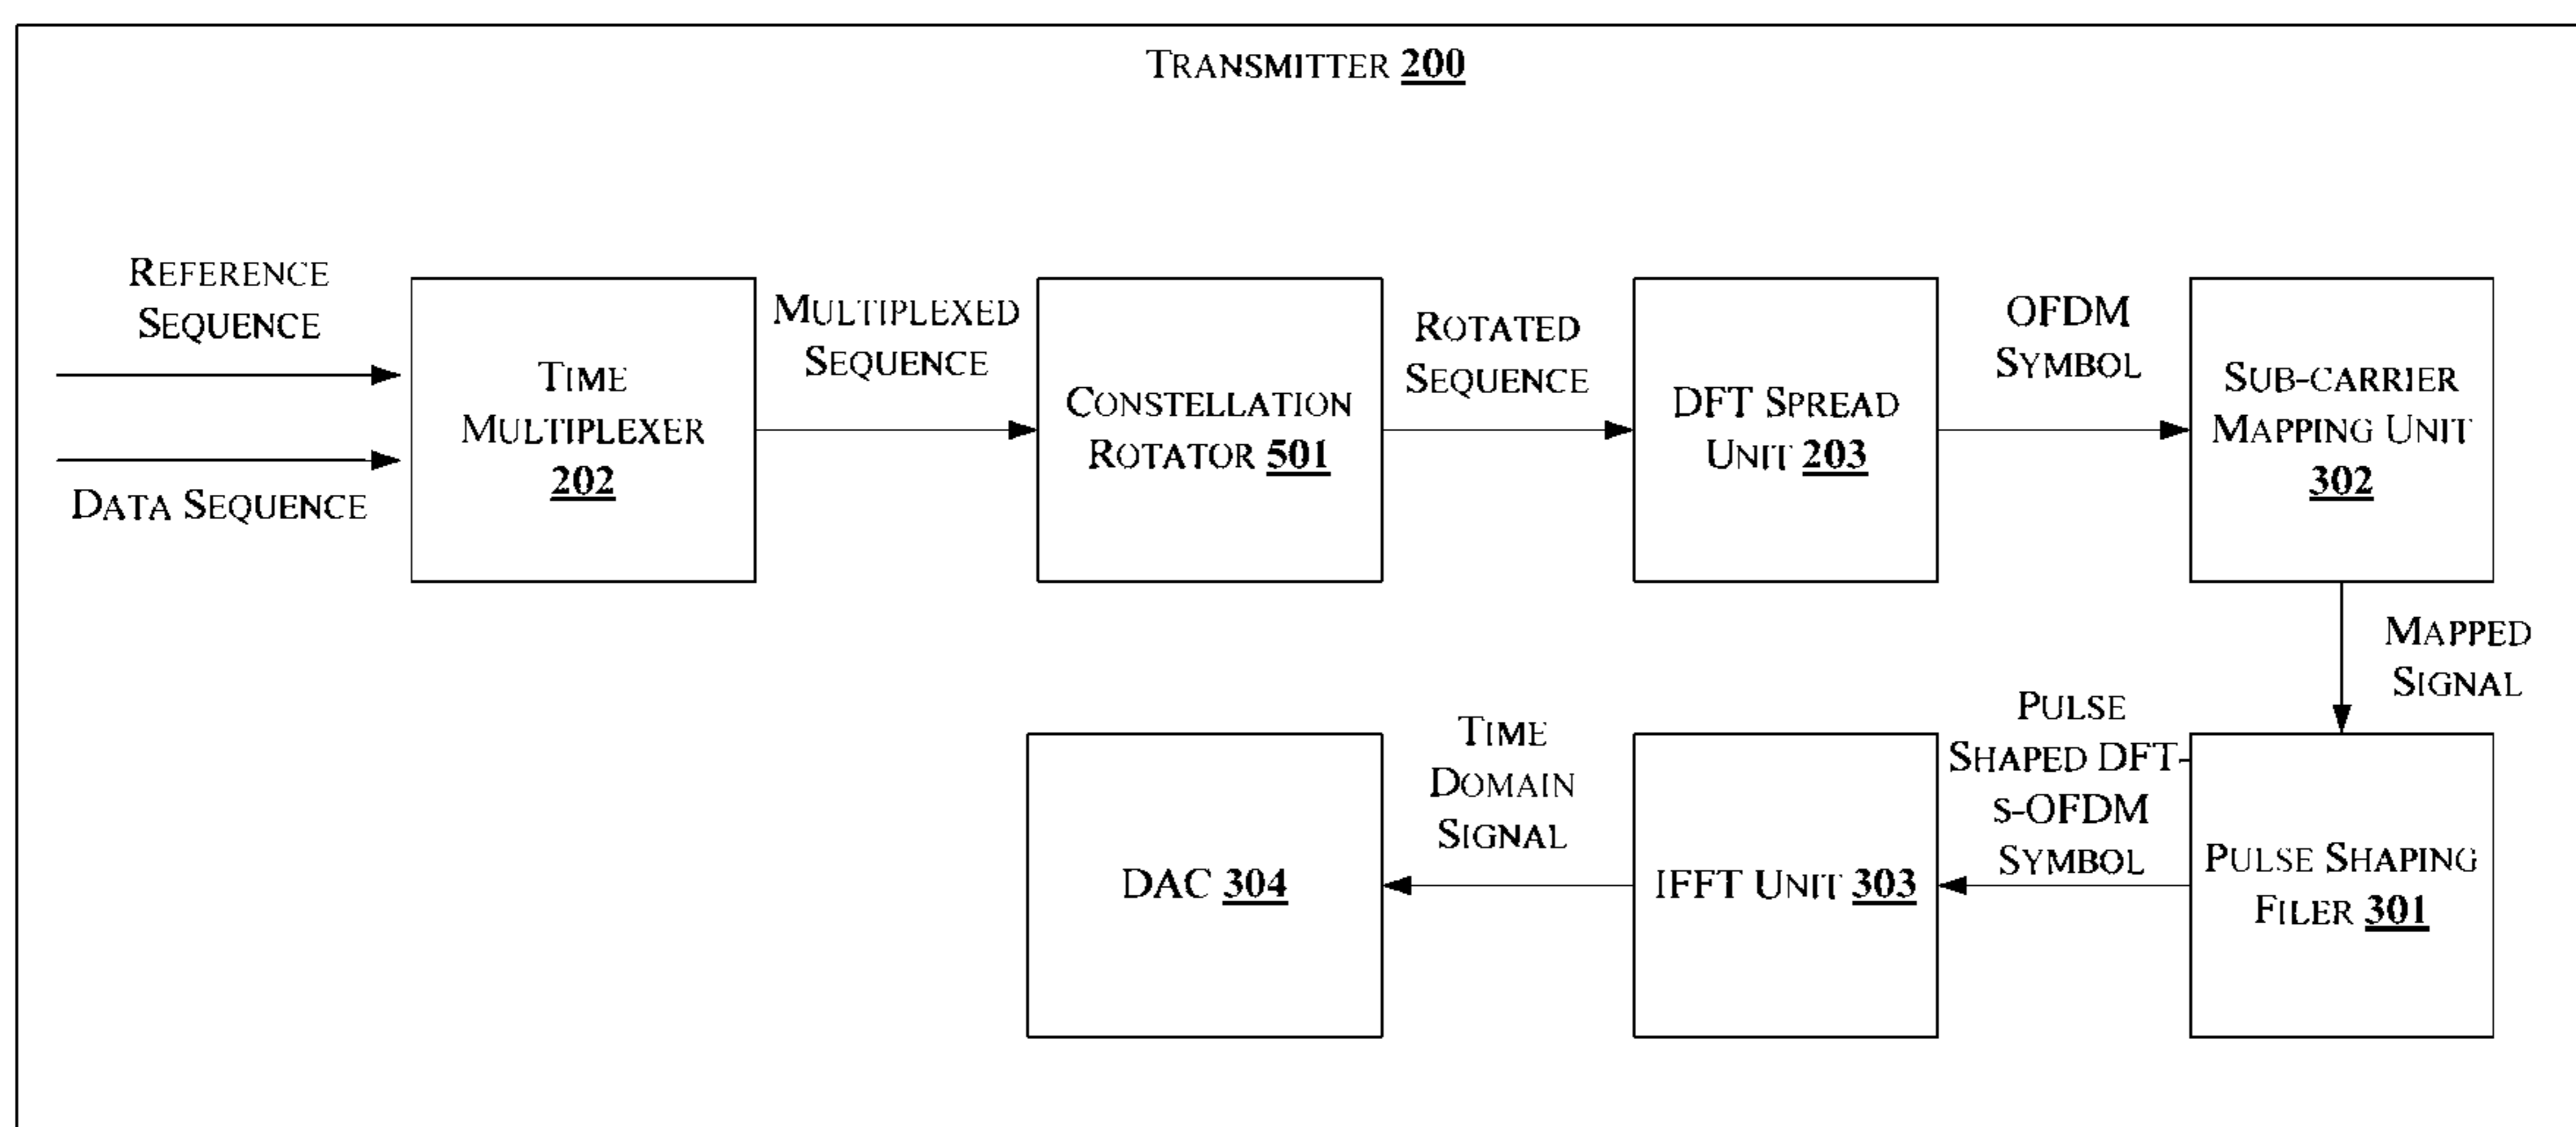 TRANSMITTER 200
REFERENCE
SEQUENCE
DATA SEQUENCE
TIME
MULTIPLEXER
202
MULTIPLEXED
SEQUENCE
CONSTELLATION
ROTATOR 501
ROTATED
SEQUENCE
DFT SPREAD
UNIT 203
OFDM
SYMBOL
SUB-CARRIER
MAPPING UNIT
302
MAPPED
SIGNAL
PULSE SHAPING
FILER 301
PULSE
SHAPED DFT-
S-OFDM
SYMBOL
IFFT UNIT 303
TIME
DOMAIN
SIGNAL
DAC 304